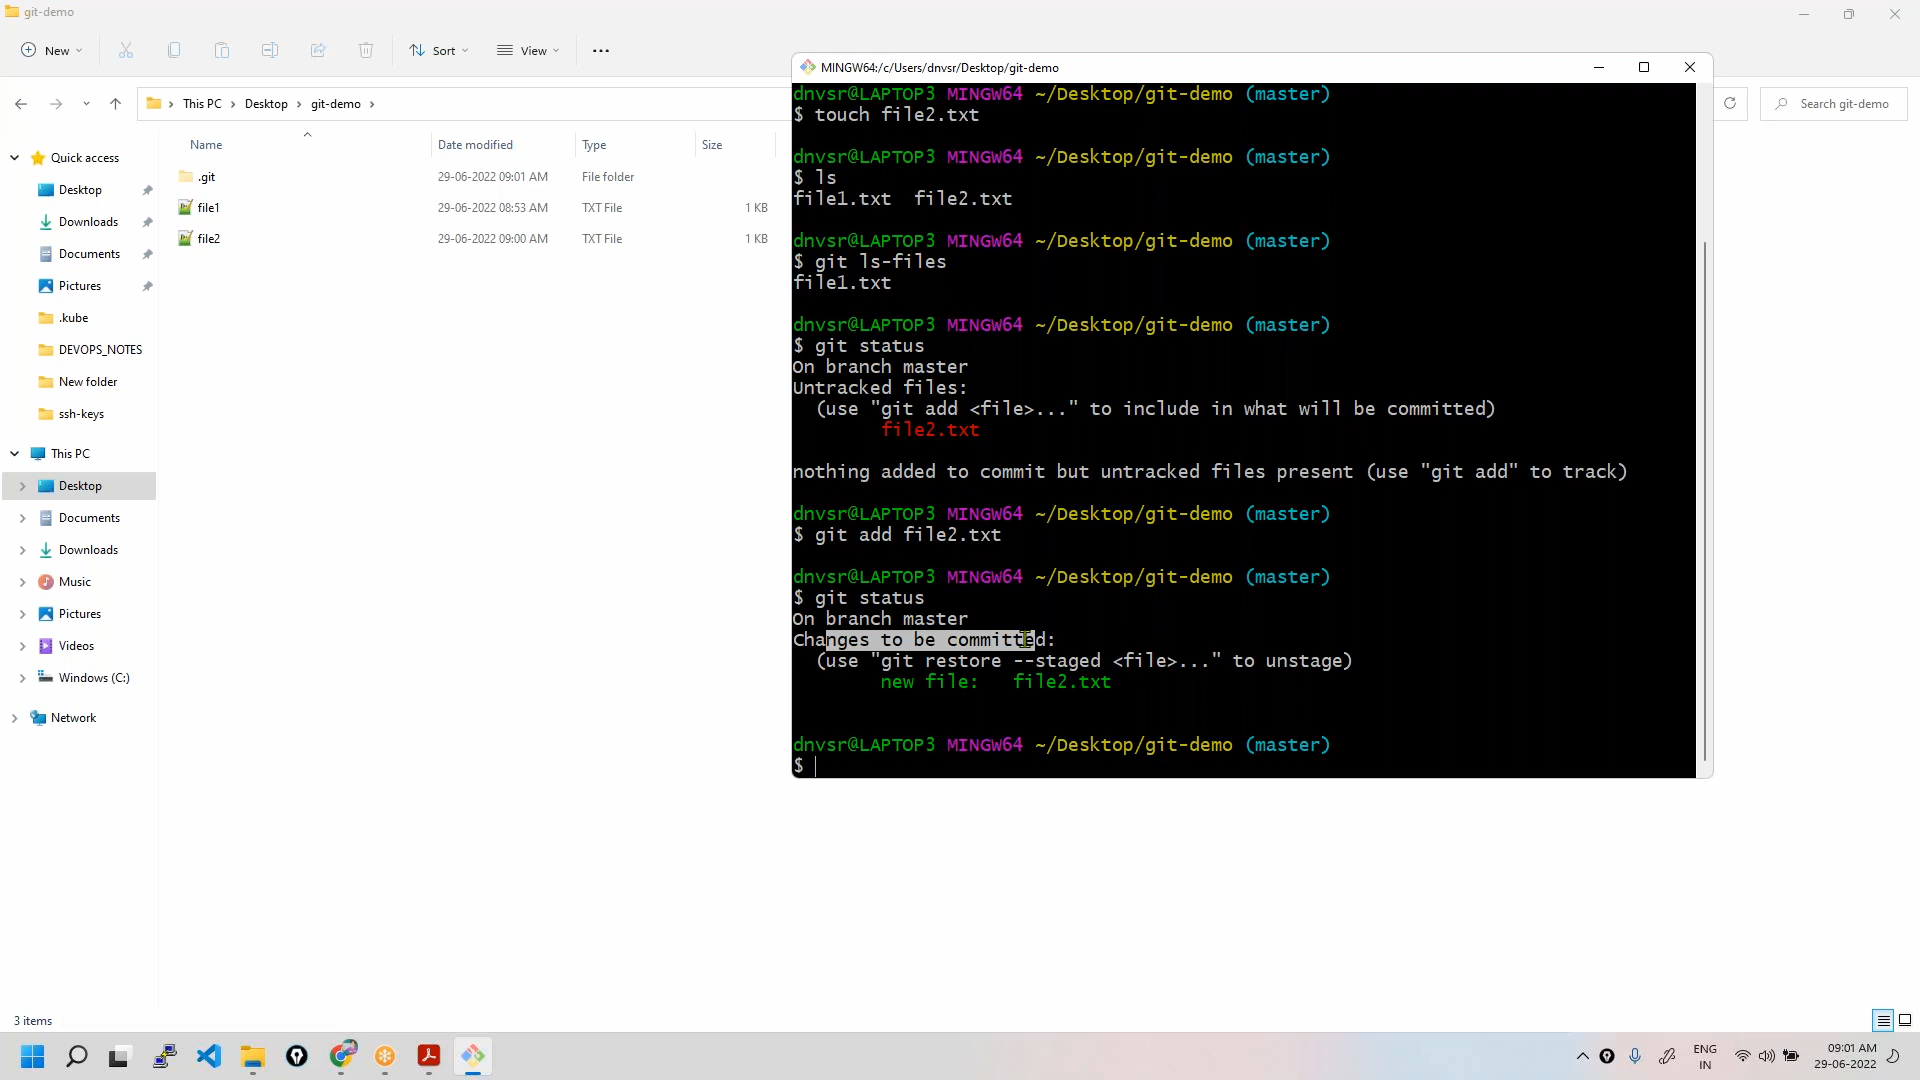 git-demo
New
Sort
View
This PC
Desktop
git-demo
Search git-demo
Name
Date modified
Type
Size
.git
29-06-2022 09:01 AM
File folder
file1
29-06-2022 08:53 AM
TXT File
1 KB
file2
29-06-2022 09:00 AM
TXT File
1 KB
Quick access
Desktop
Downloads
Documents
Pictures
.kube
DEVOPS_NOTES
New folder
ssh-keys
This PC
Desktop
Documents
Downloads
Music
Pictures
Videos
Windows (C:)
Network
3 items
MINGW64:/c/Users/dnvsr/Desktop/git-demo
dnvsr@LAPTOP3 MINGW64 ~/Desktop/git-demo (master)
$ touch file2.txt
dnvsr@LAPTOP3 MINGW64 ~/Desktop/git-demo (master)
$ ls
file1.txt  file2.txt
dnvsr@LAPTOP3 MINGW64 ~/Desktop/git-demo (master)
$ git ls-files
file1.txt
dnvsr@LAPTOP3 MINGW64 ~/Desktop/git-demo (master)
$ git status
On branch master
Untracked files:
(use "git add <file>..." to include in what will be committed)
file2.txt
nothing added to commit but untracked files present (use "git add" to track)
dnvsr@LAPTOP3 MINGW64 ~/Desktop/git-demo (master)
$ git add file2.txt
dnvsr@LAPTOP3 MINGW64 ~/Desktop/git-demo (master)
$ git status
On branch master
Changes to be committed:
(use "git restore --staged <file>..." to unstage)
new file:   file2.txt
dnvsr@LAPTOP3 MINGW64 ~/Desktop/git-demo (master)
$
ENG
IN
09:01 AM
29-06-2022